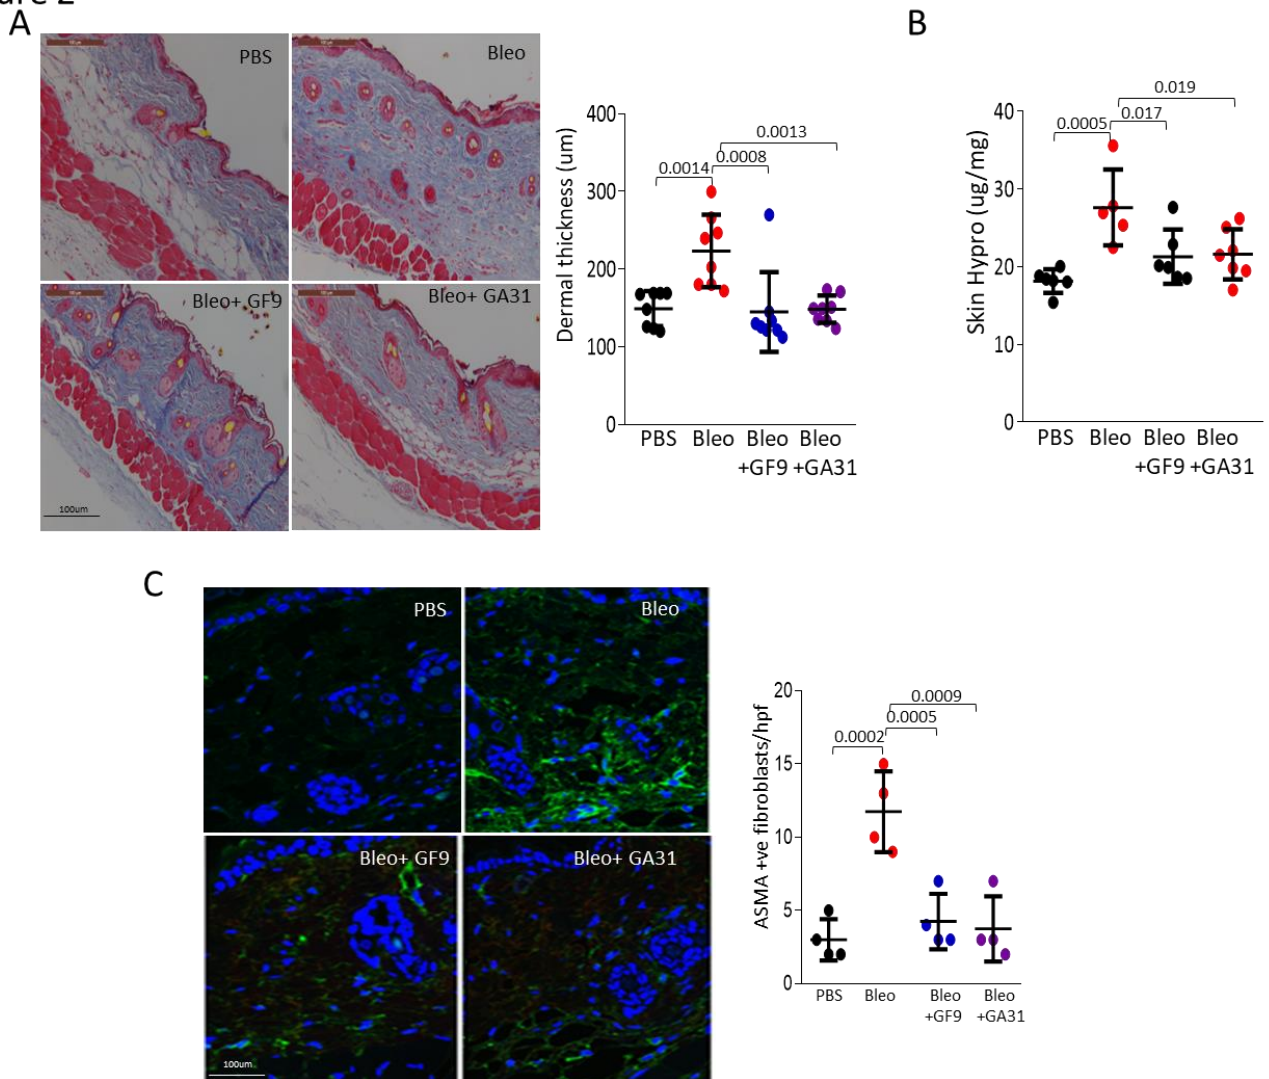 A
PBS
Bleo
Bleo+ GF9
Bleo+ GA31
100um
Dermal thickness (um)
400
300
200
100
0
0.0014
0.0008
0.0013
PBS Bleo Bleo Bleo
+GF9 +GA31
B
Skin Hypro (ug/mg)
40
30
20
10
0
0.0005
0.017
0.019
PBS Bleo Bleo Bleo
+GF9 +GA31
C
PBS
Bleo
Bleo+ GF9
Bleo+ GA31
100um
ASMA +ve fibroblasts/hpf
20
15
10
5
0
0.0002
0.0005
0.0009
PBS Bleo Bleo Bleo
+GF9 +GA31